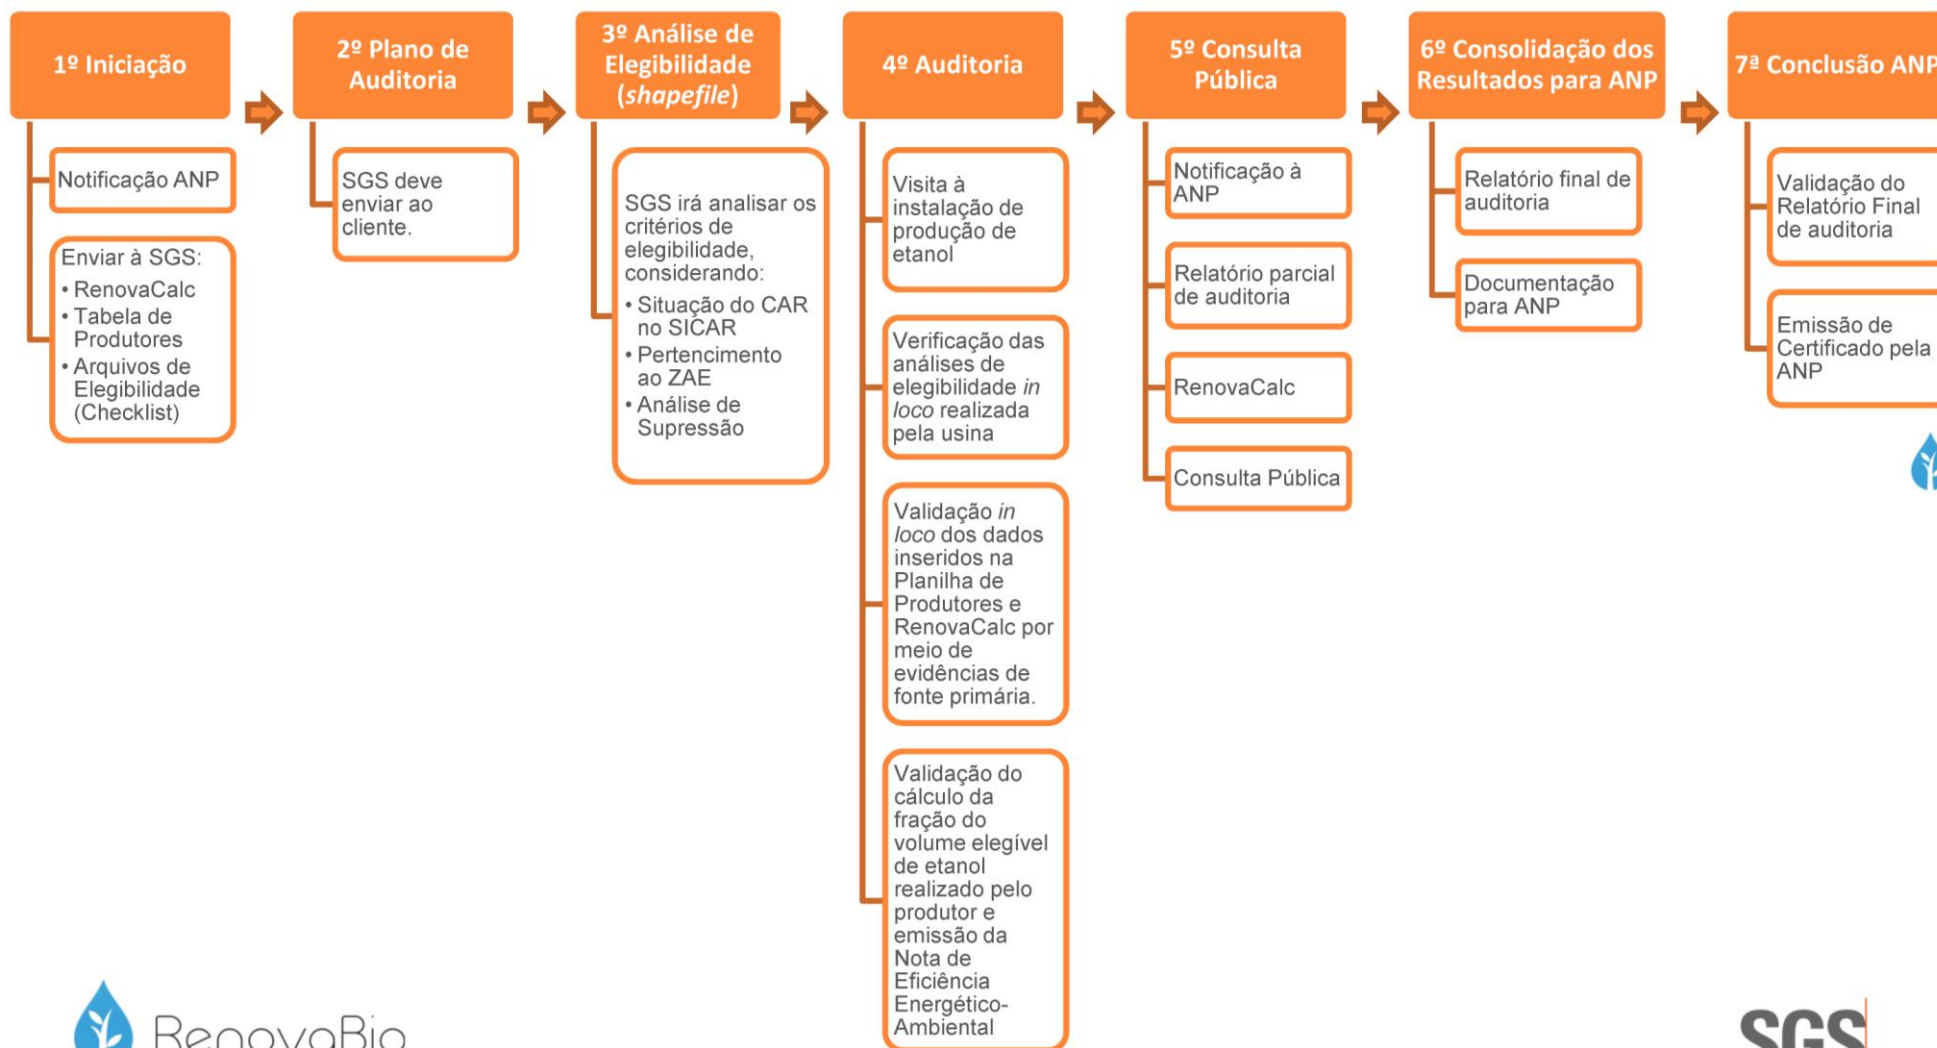 1º Iniciação
Notificação ANP
Enviar à SGS:
• RenovaCalc
• Tabela de
Produtores
• Arquivos de
Elegibilidade
(Checklist)
2º Plano de
Auditoria
SGS deve
enviar ao
cliente.
3º Análise de
Elegibilidade
(shapefile)
SGS irá analisar os
critérios de
elegibilidade,
considerando:
• Situação do CAR
no SICAR
• Pertencimento
ao ZAE
• Análise de
Supressão
4º Auditoria
Visita à
instalação de
produção de
etanol
Verificação das
análises de
elegibilidade in
loco realizada
pela usina
Validação in
loco dos dados
inseridos na
Planilha de
Produtores e
RenovaCalc por
meio de
evidências de
fonte primária.
Validação do
cálculo da
fração do
volume elegível
de etanol
realizado pelo
produtor e
emissão da
Nota de
Eficiência
Energético-
Ambiental
5º Consulta
Pública
Notificação à
ANP
Relatório parcial
de auditoria
RenovaCalc
Consulta Pública
6º Consolidação dos
Resultados para ANP
Relatório final de
auditoria
Documentação
para ANP
7ª Conclusão ANP
Validação do
Relatório Final
de auditoria
Emissão de
Certificado pela
ANP
RenovaBio
SGS